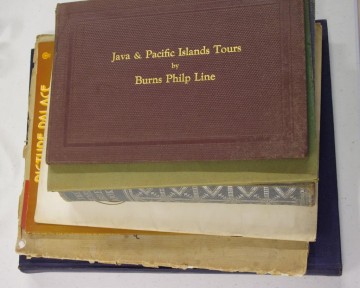 Java & Pacific Islands Tours
by
Burns Philp Line
PICTURE PALACE